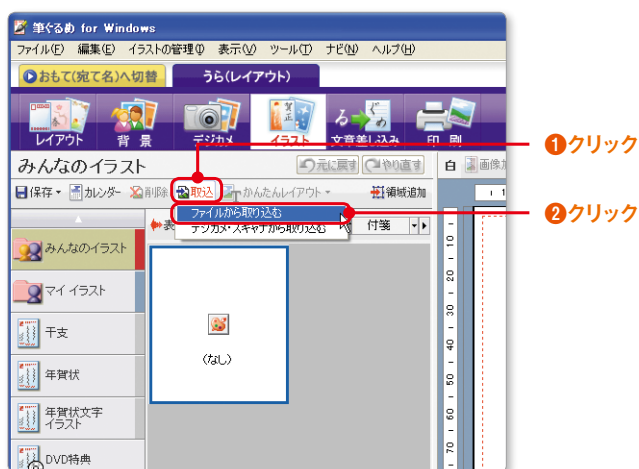 筆ぐるめ for Windows
ファイル(F) 編集(E) イラストの管理(I) 表示(V) ツール(T) ナビ(N) ヘルプ(H)
おもて(宛て名)へ切替 うら(レイアウト)
レイアウト 背景 デジカメ イラスト 文章差し込み 印刷
❶クリック
みんなのイラスト 元に戻す やり直す 白 画像
保存 カレンダー 削除 取込 かんたんレイアウト 領域追加
ファイルから取り込む
❷クリック
デジカメ・スキャナから取り込む 付箋
みんなのイラスト
マイ イラスト
干支
(なし)
年賀状
年賀状文字
イラスト
DVD特典
10
20
30
40
50
60
70